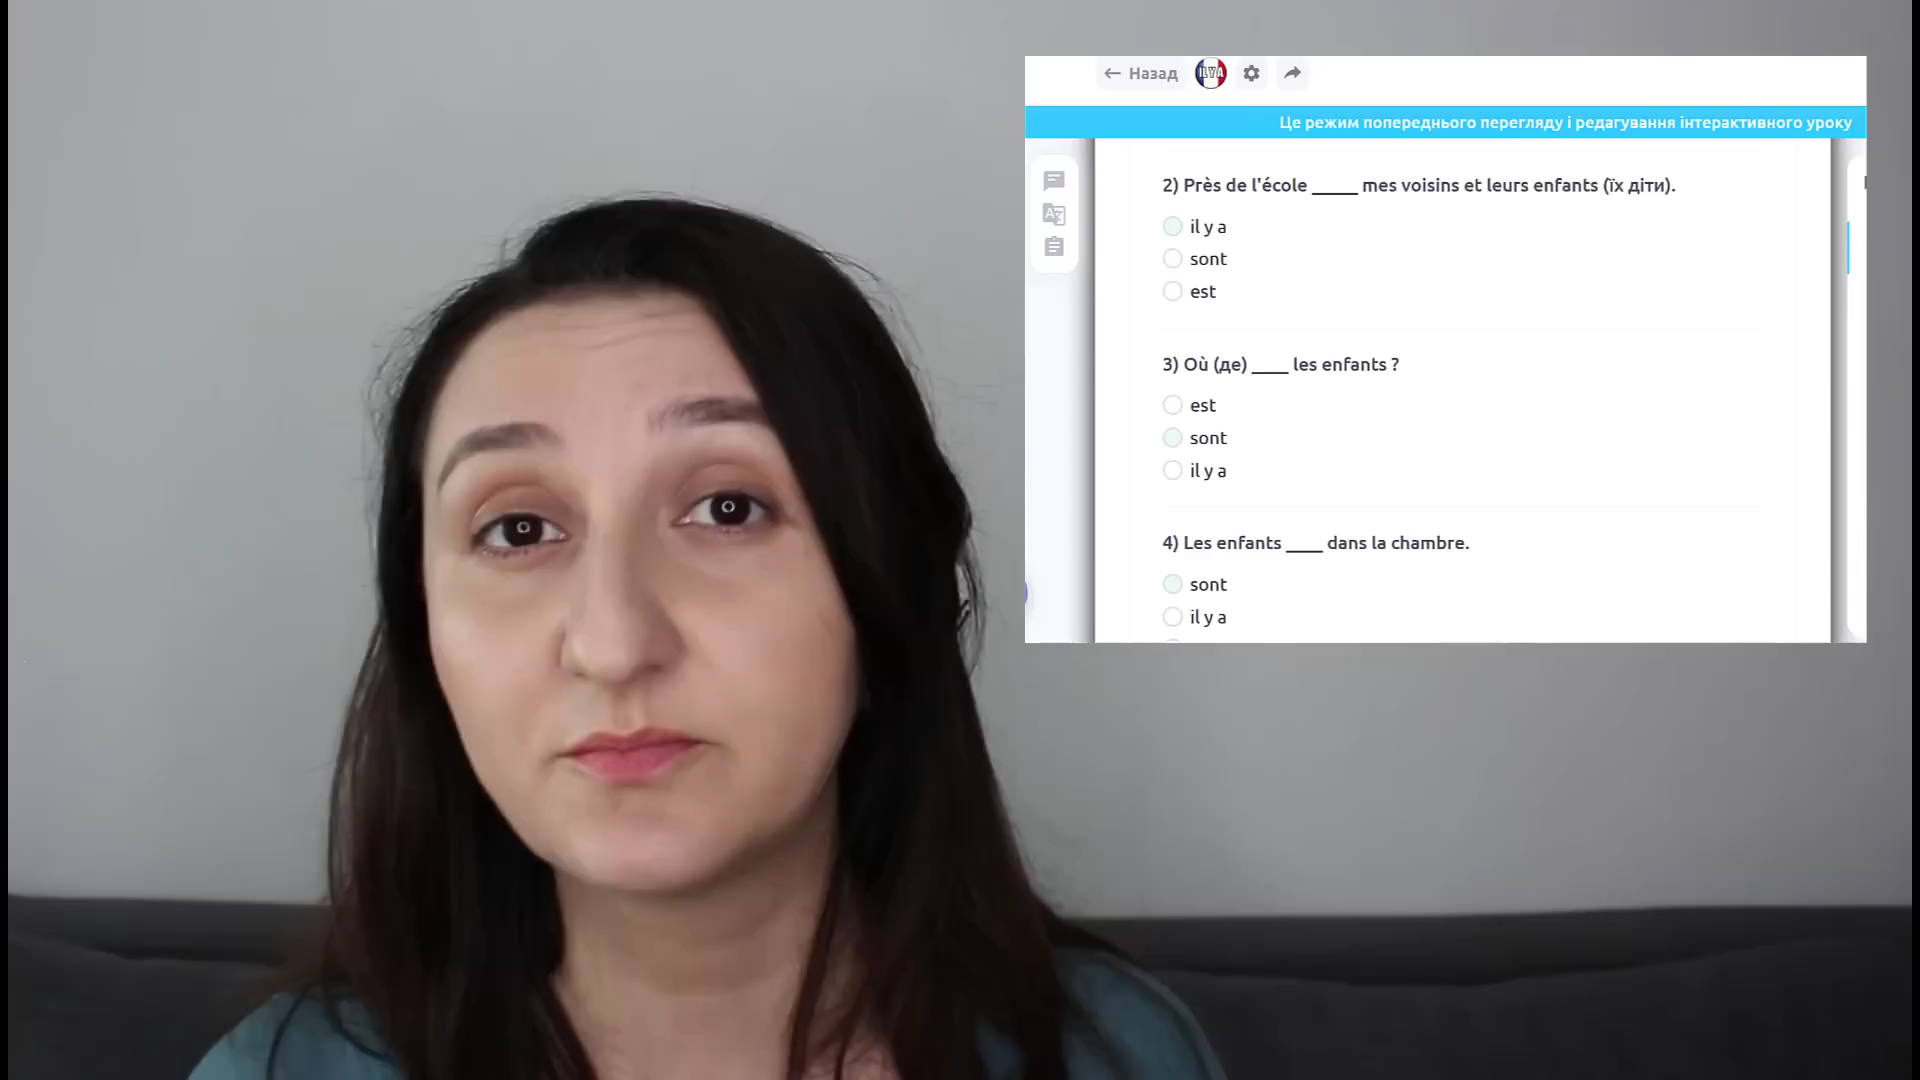 ← Назад
IL Y A
Це режим попереднього перегляду і редагування інтерактивного уроку
2) Près de l'école _____ mes voisins et leurs enfants (їх діти).
il y a
sont
est
3) Où (де) ____ les enfants ?
est
sont
il y a
4) Les enfants ____ dans la chambre.
sont
il y a